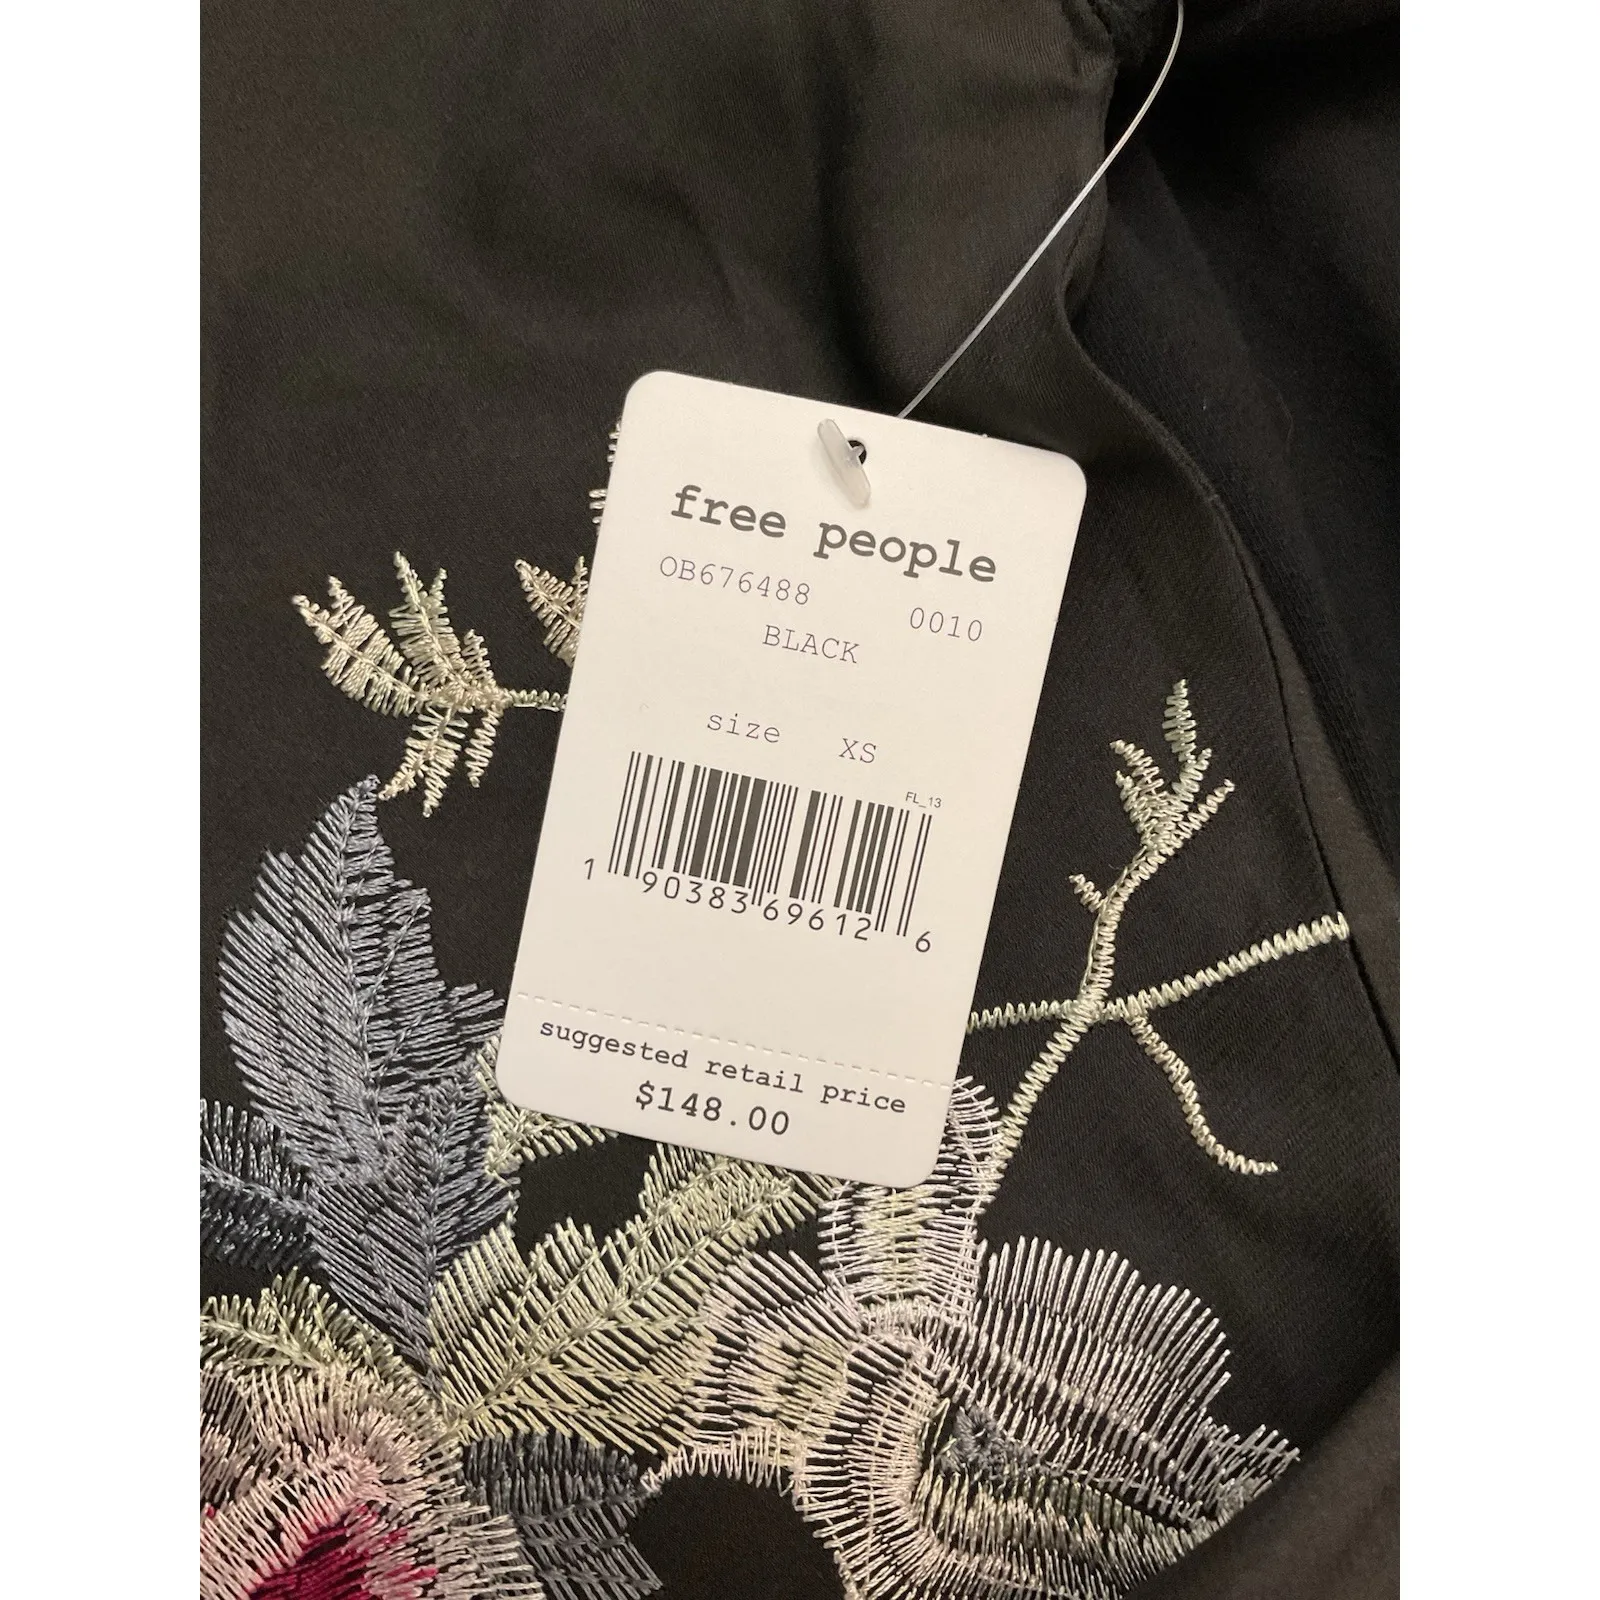 free people
OB676488 0010
BLACK
size XS
FL_13
1 90383 69612 6
suggested retail price
$148.00